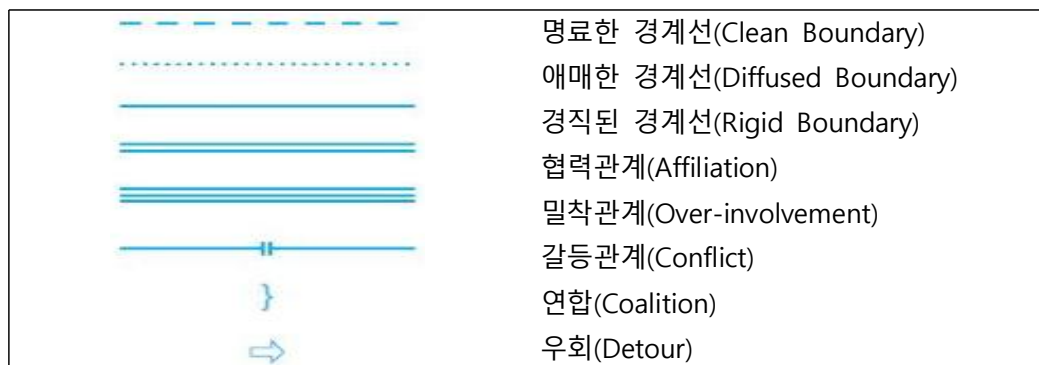 명료한 경계선(Clean Boundary)
애매한 경계선(Diffused Boundary)
경직된 경계선(Rigid Boundary)
협력관계(Affiliation)
밀착관계(Over-involvement)
갈등관계(Conflict)
연합(Coalition)
우회(Detour)